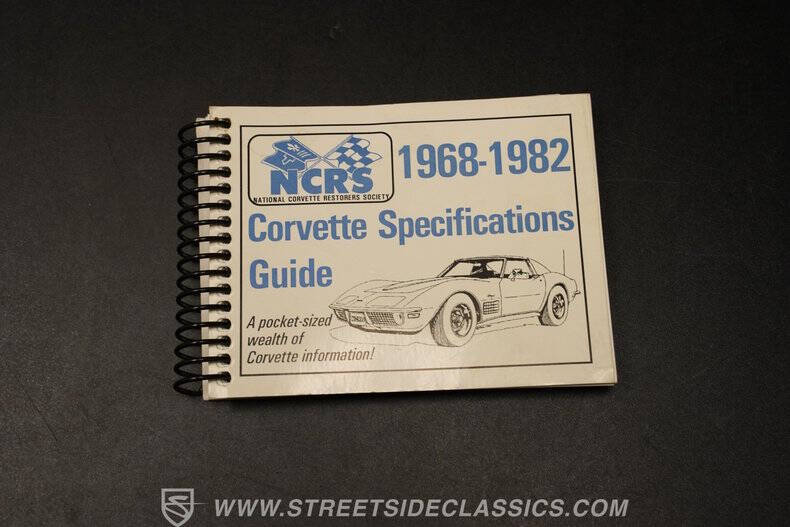 NCRS
NATIONAL CORVETTE RESTORERS SOCIETY
1968-1982
Corvette Specifications
Guide
A pocket-sized
wealth of
Corvette information!
WWW.STREETSIDECLASSICS.COM